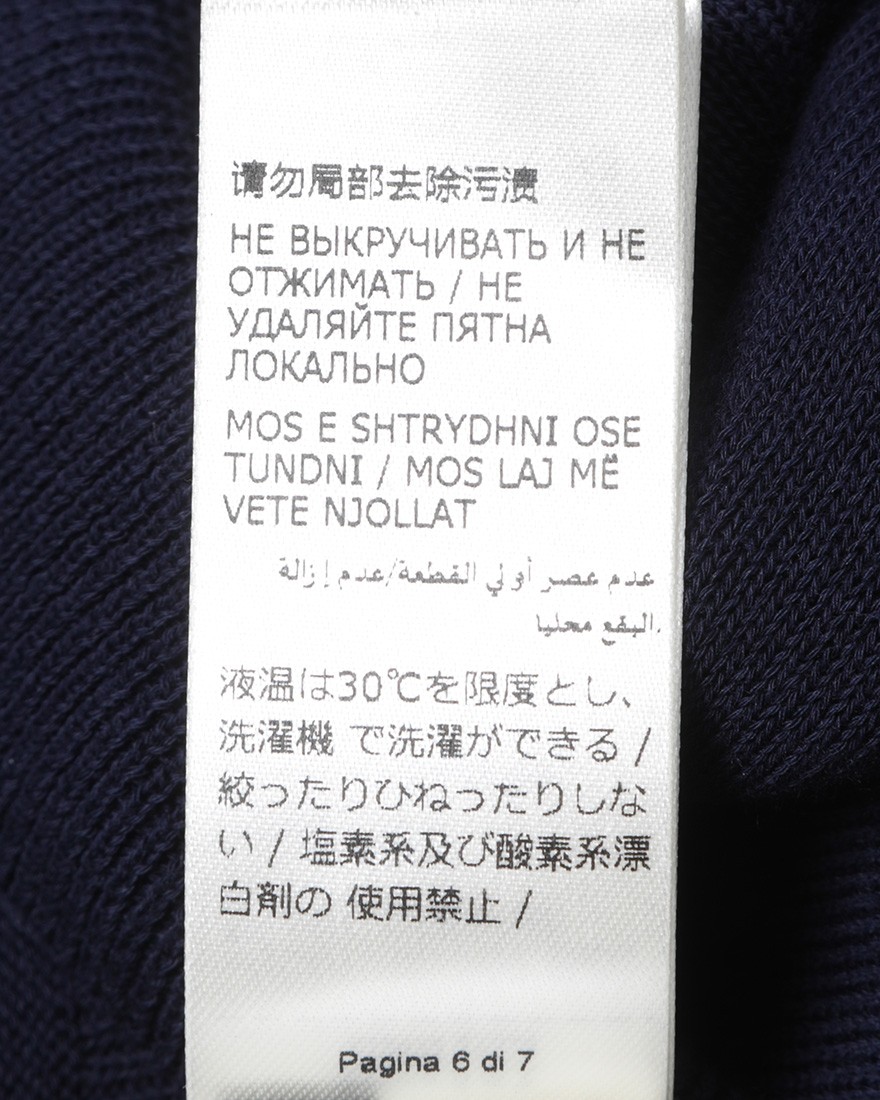 请勿局部去除污渍
НЕ ВЫКРУЧИВАТЬ И НЕ
ОТЖИМАТЬ / НЕ
УДАЛЯЙТЕ ПЯТНА
ЛОКАЛЬНО
MOS E SHTRYDHNI OSE
TUNDNI / MOS LAJ MË
VETE NJOLLAT
عدم عصر أولي القطعة/عدم إزالة
البقع محليا.
液温は30℃を限度とし、
洗濯機 で洗濯ができる /
絞ったりひねったりしな
い / 塩素系及び酸素系漂
白剤の 使用禁止 /
Pagina 6 di 7